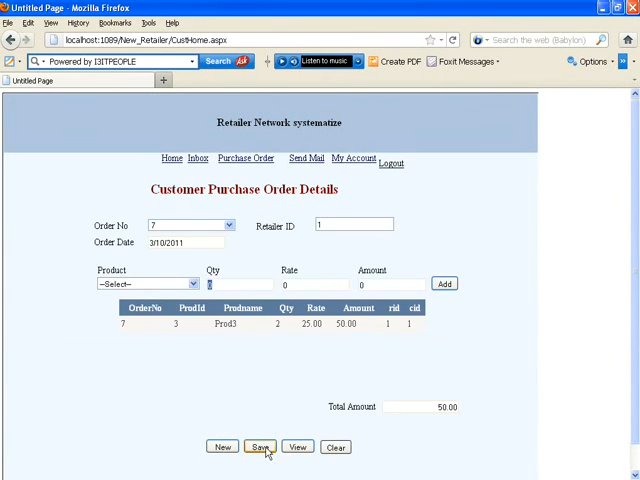 Untitled Page - Mozilla Firefox
File Edit View History Bookmarks Tools Help
localhost:1089/New_Retailer/CustHome.aspx
Search the web (Babylon)
Powered by I3ITPEOPLE Search Ask Listen to music Create PDF Foxit Messages Options »
Untitled Page +
Retailer Network systematize
Home Inbox Purchase Order Send Mail My Account Logout
Customer Purchase Order Details
Order No 7 Retailer ID 1
Order Date 3/10/2011
Product Qty Rate Amount
--Select-- 0 0 0 Add
OrderNo ProdId Prodname Qty Rate Amount rid cid
7 3 Prod3 2 25.00 50.00 1 1
Total Amount 50.00
New Save View Clear